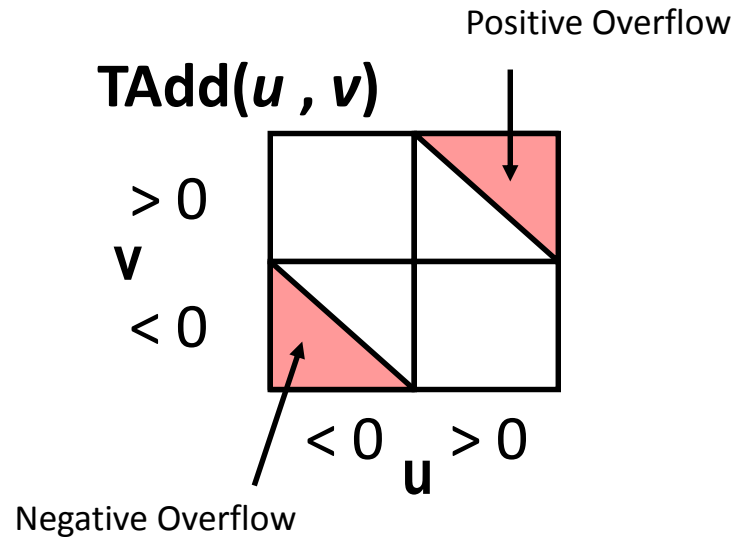 Positive Overflow
TAdd(u , v)
> 0
v
< 0
< 0
> 0
u
Negative Overflow